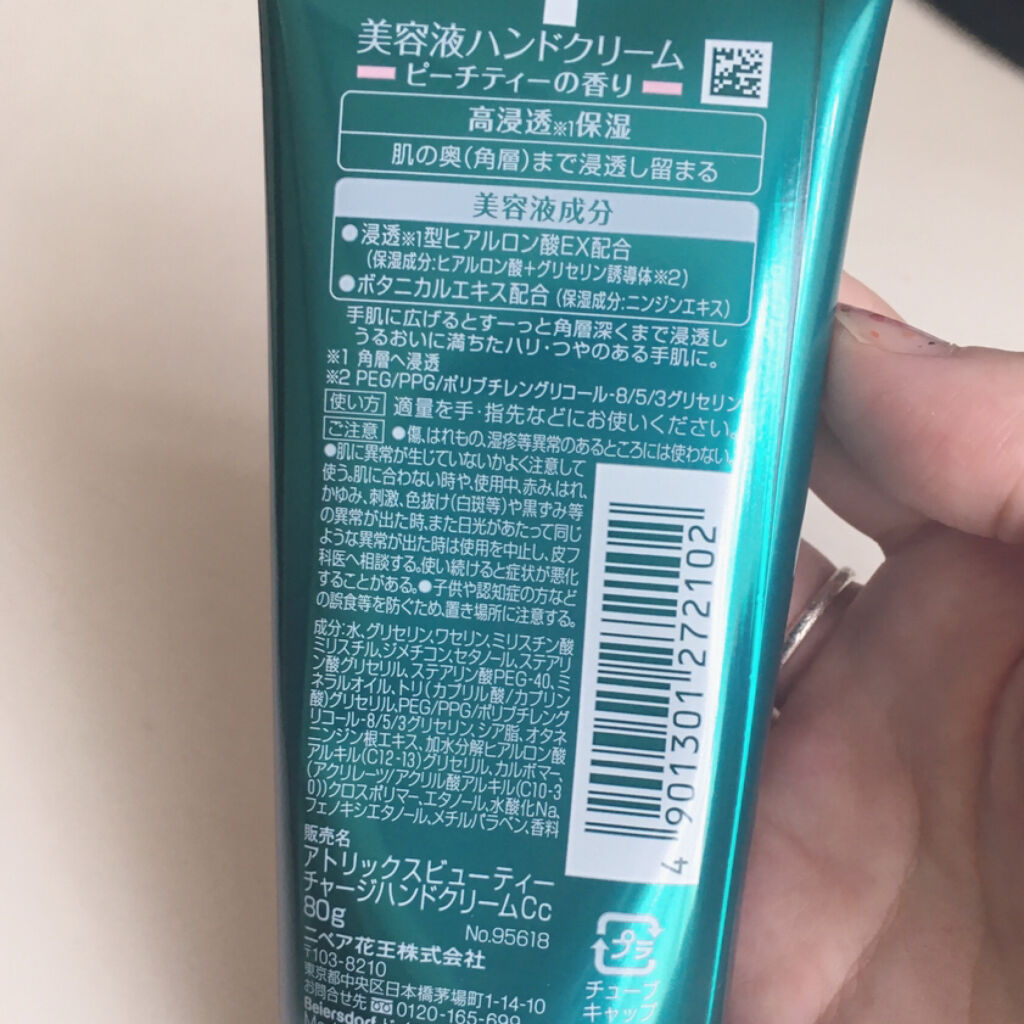 美容液ハンドクリーム
ピーチティーの香り
高浸透※1保湿
肌の奥(角層)まで浸透し留まる
美容液成分
●浸透※1型ヒアルロン酸EX配合
(保湿成分:ヒアルロン酸+グリセリン誘導体※2)
●ボタニカルエキス配合(保湿成分:ニンジンエキス)
手肌に広げるとすーっと角層深くまで浸透し
うるおいに満ちたハリ・つやのある手肌に。
※1 角層へ浸透
※2 PEG/PPG/ポリブチレングリコール-8/5/3グリセリン
使い方 適量を手・指先などにお使いください。
ご注意 ●傷、はれもの、湿疹等異常のあるところには使わない。
●肌に異常が生じていないかよく注意して
使う。肌に合わない時や、使用中、赤み、はれ、
かゆみ、刺激、色抜け(白斑等)や黒ずみ等
の異常が出た時、また日光があたって同じ
ような異常が出た時は使用を中止し、皮フ
科医へ相談する。使い続けると症状が悪化
することがある。●子供や認知症の方など
の誤食等を防ぐため、置き場所に注意する。
成分:水、グリセリン、ワセリン、ミリスチン酸
ミリスチル、ジメチコン、セタノール、ステアリ
ン酸グリセリル、ステアリン酸PEG-40、ミ
ネラルオイル、トリ(カプリル酸/カプリン
酸)グリセリル、PEG/PPG/ポリブチレング
リコール-8/5/3グリセリン、シア脂、オタネ
ニンジン根エキス、加水分解ヒアルロン酸
アルキル(C12-13)グリセリル、カルボマー、
(アクリレーツ/アクリル酸アルキル(C10-3
0))クロスポリマー、エタノール、水酸化Na、
フェノキシエタノール、メチルパラベン、香料
4 901301 272102
販売名
アトリックスビューティー
チャージハンドクリームCc
80g
No.95618
ニベア花王株式会社
〒103-8210
東京都中央区日本橋茅場町1-14-10
お問合せ先 0120-165-699
Beiersdorf
プラ
チューブ
キャップ